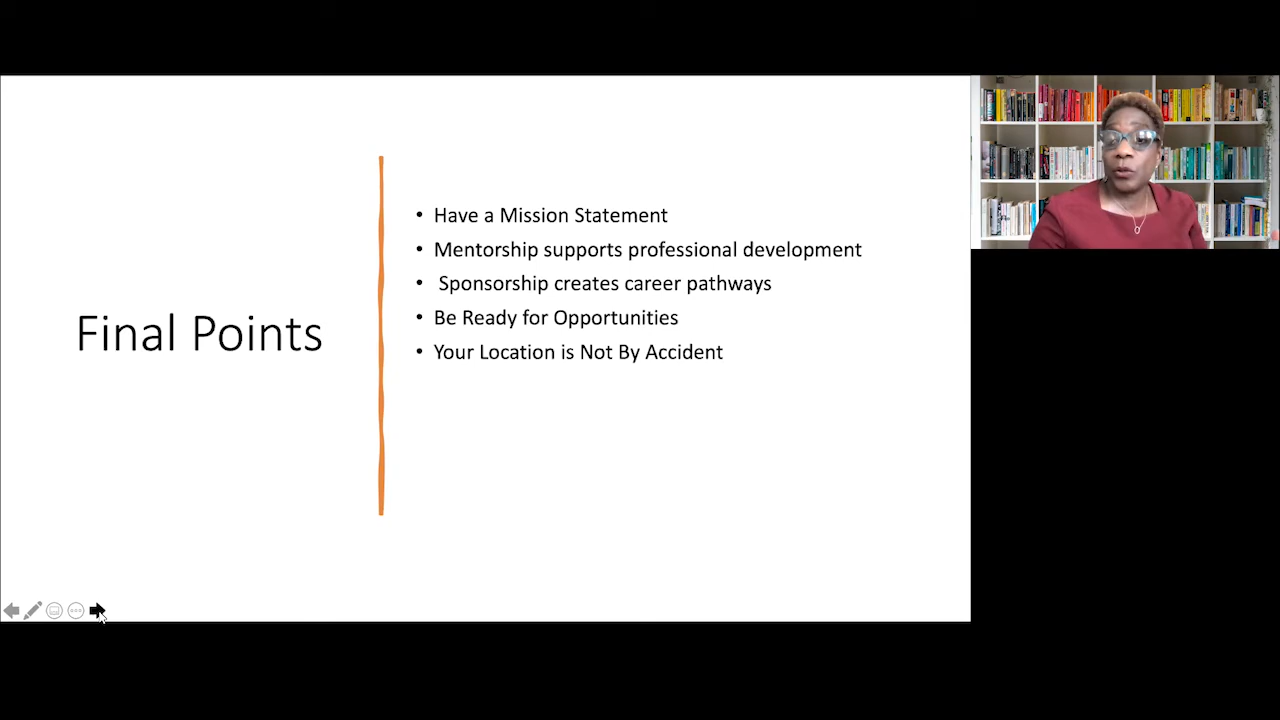 Final Points
• Have a Mission Statement
• Mentorship supports professional development
• Sponsorship creates career pathways
• Be Ready for Opportunities
• Your Location is Not By Accident